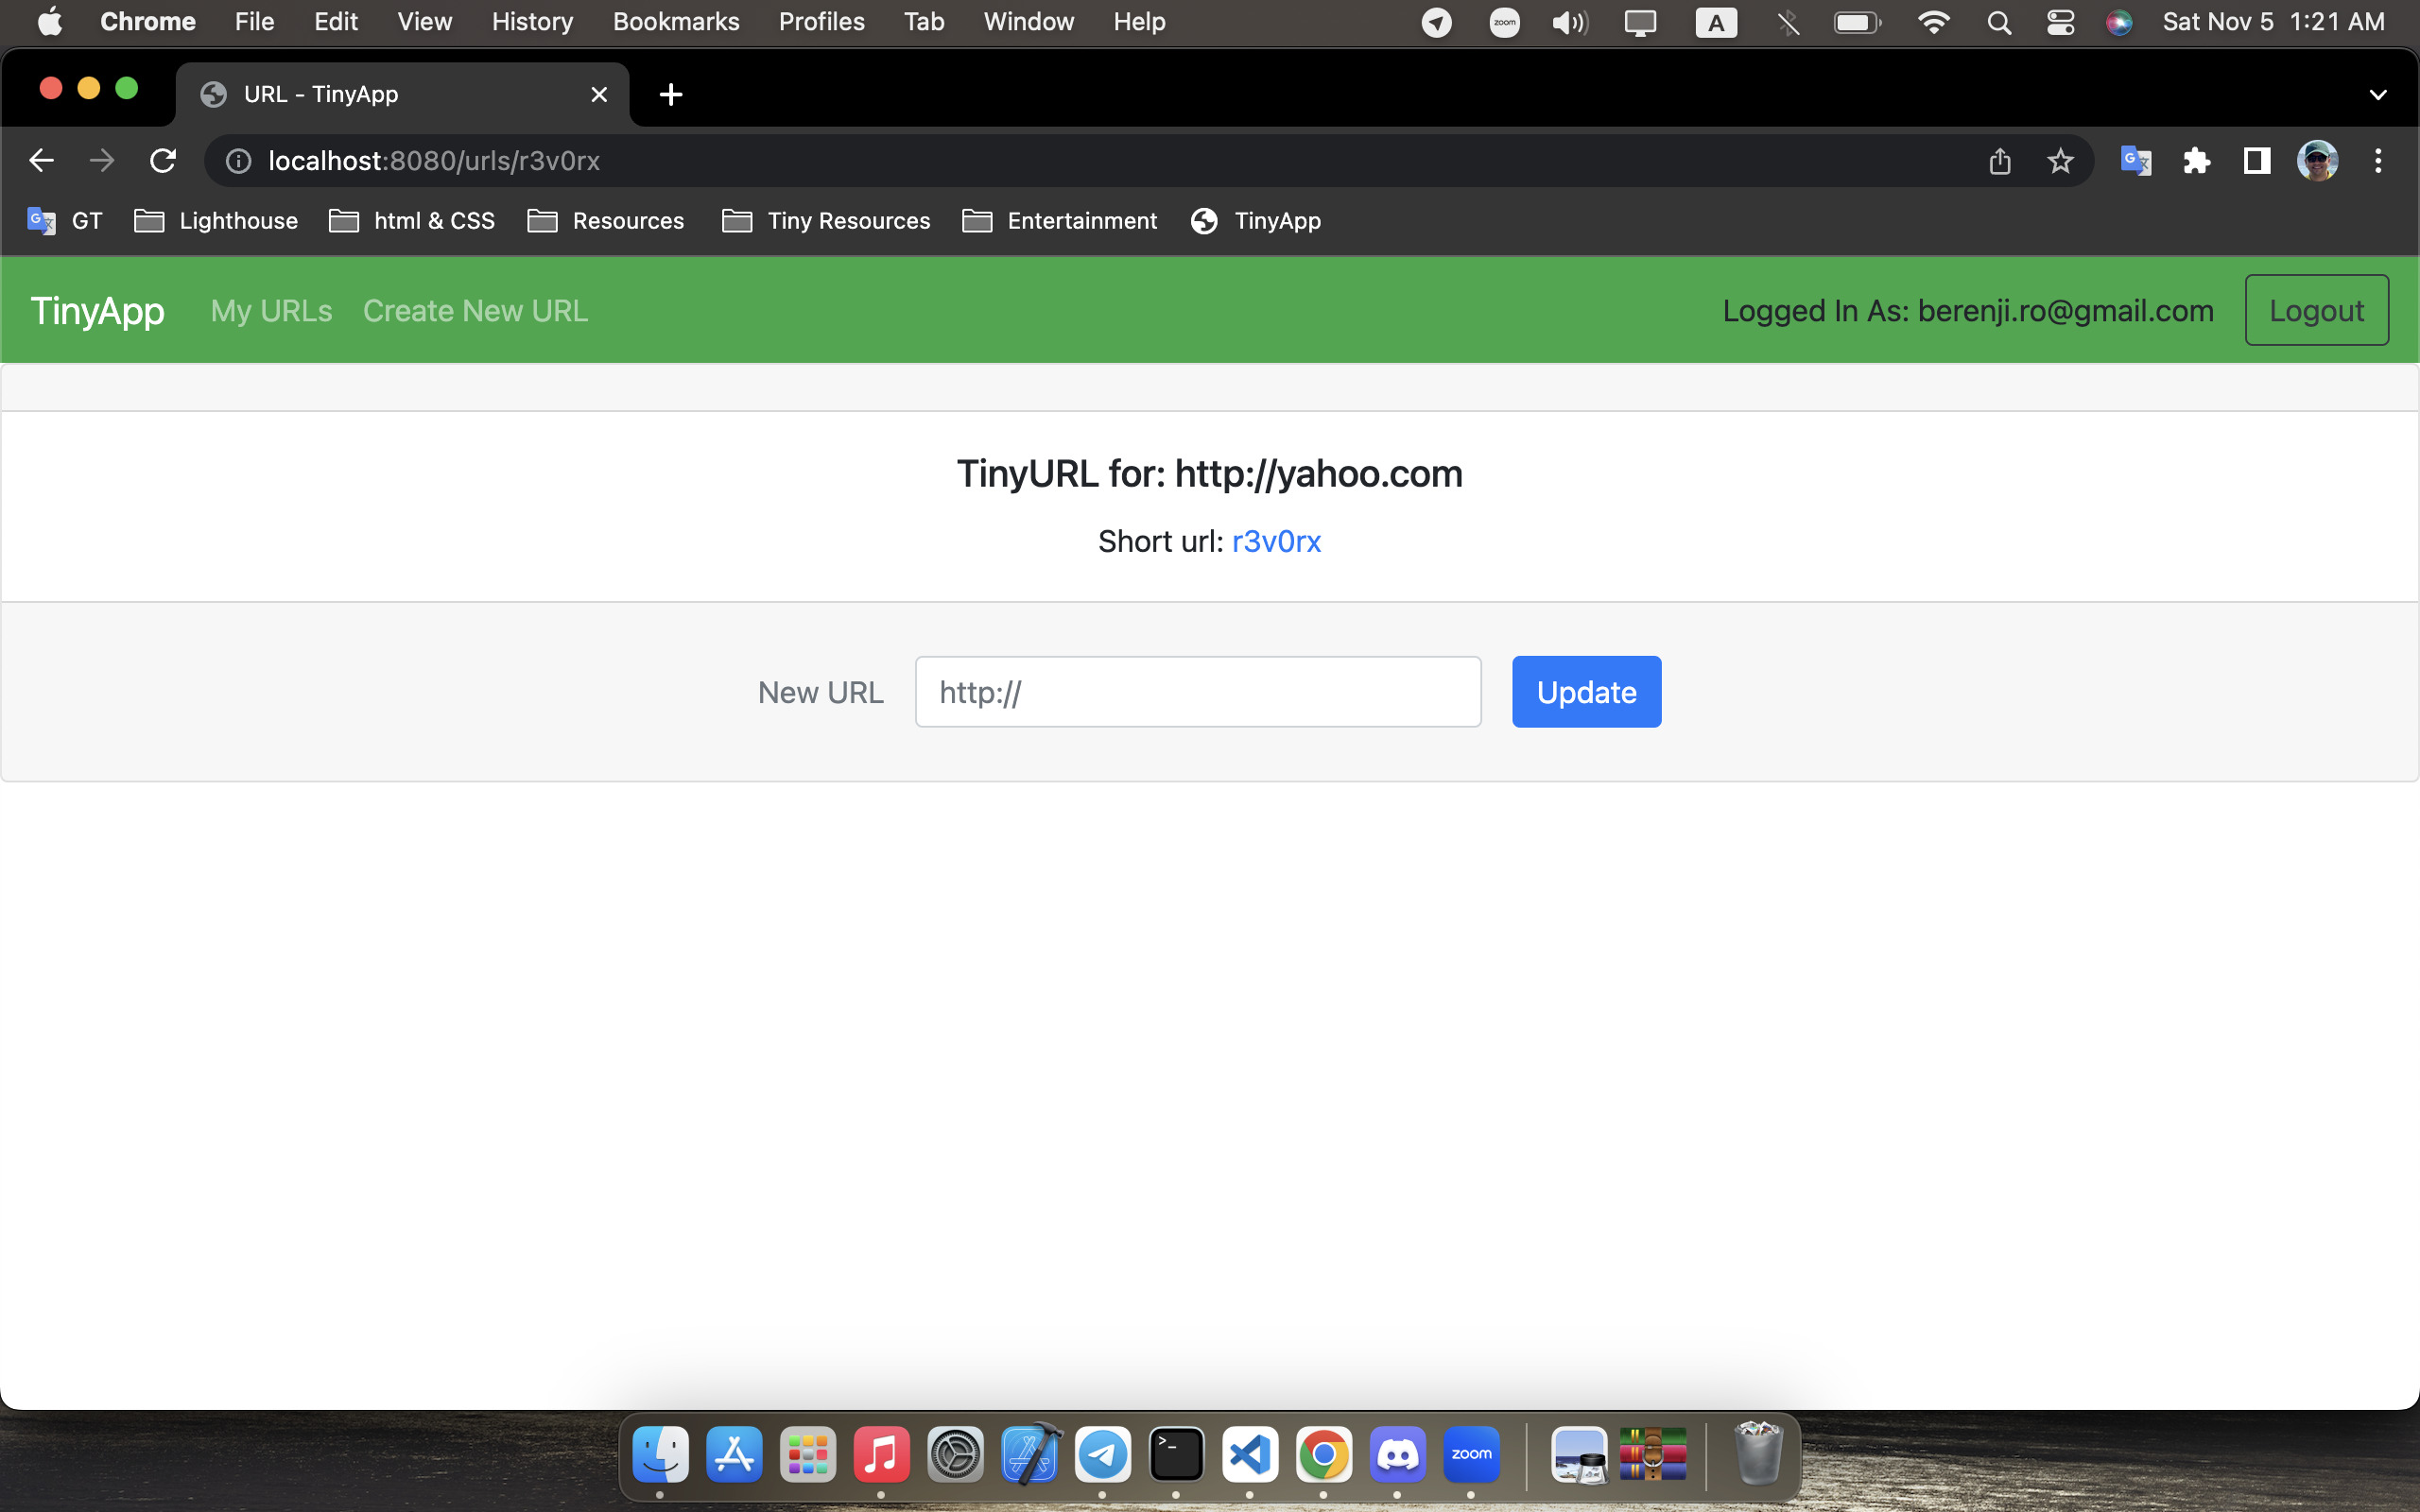 Chrome File Edit View History Bookmarks Profiles Tab Window Help zoom A Sat Nov 5 1:21 AM
URL - TinyApp
localhost:8080/urls/r3v0rx
GT Lighthouse html & CSS Resources Tiny Resources Entertainment TinyApp
TinyApp My URLs Create New URL Logged In As: berenji.ro@gmail.com Logout
TinyURL for: http://yahoo.com
Short url: r3v0rx
New URL http:// Update
zoom